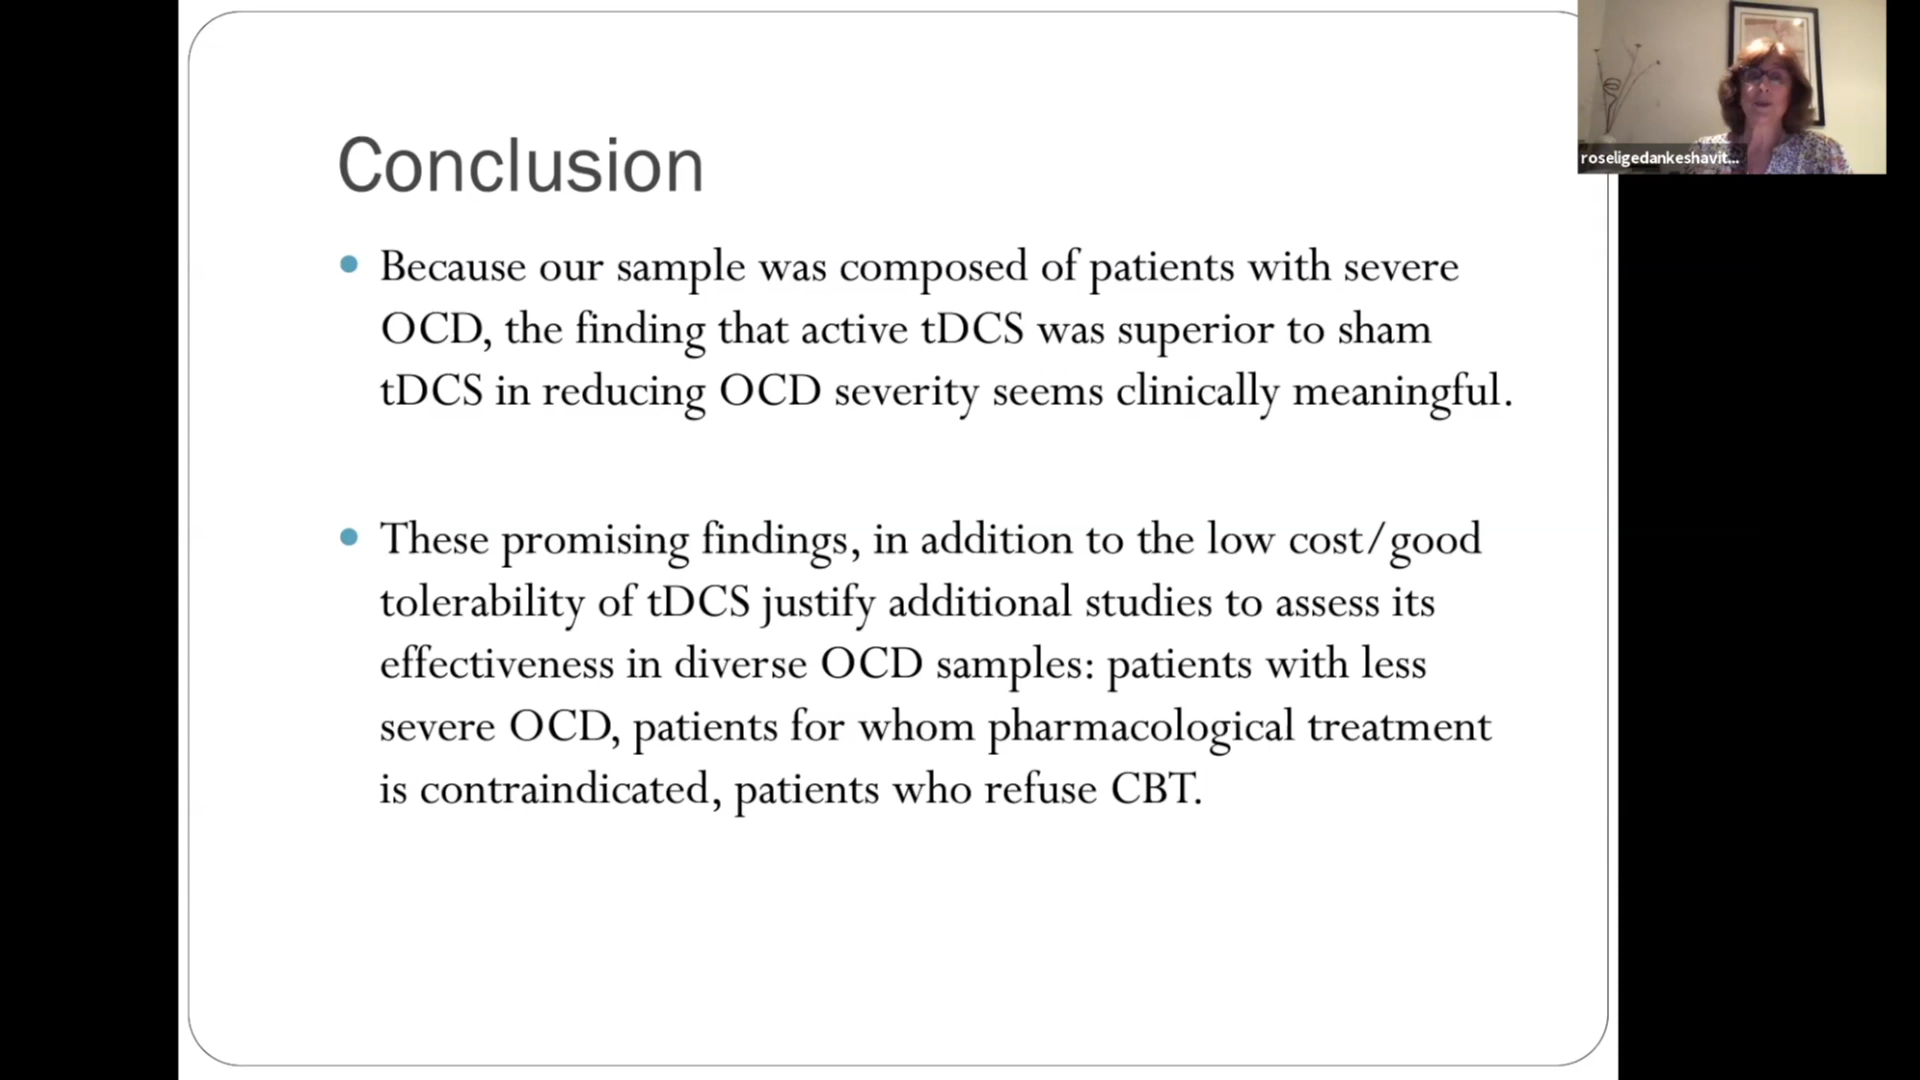 Conclusion
roseligedankeshavit...
• Because our sample was composed of patients with severe
OCD, the finding that active tDCS was superior to sham
tDCS in reducing OCD severity seems clinically meaningful.
• These promising findings, in addition to the low cost/good
tolerability of tDCS justify additional studies to assess its
effectiveness in diverse OCD samples: patients with less
severe OCD, patients for whom pharmacological treatment
is contraindicated, patients who refuse CBT.